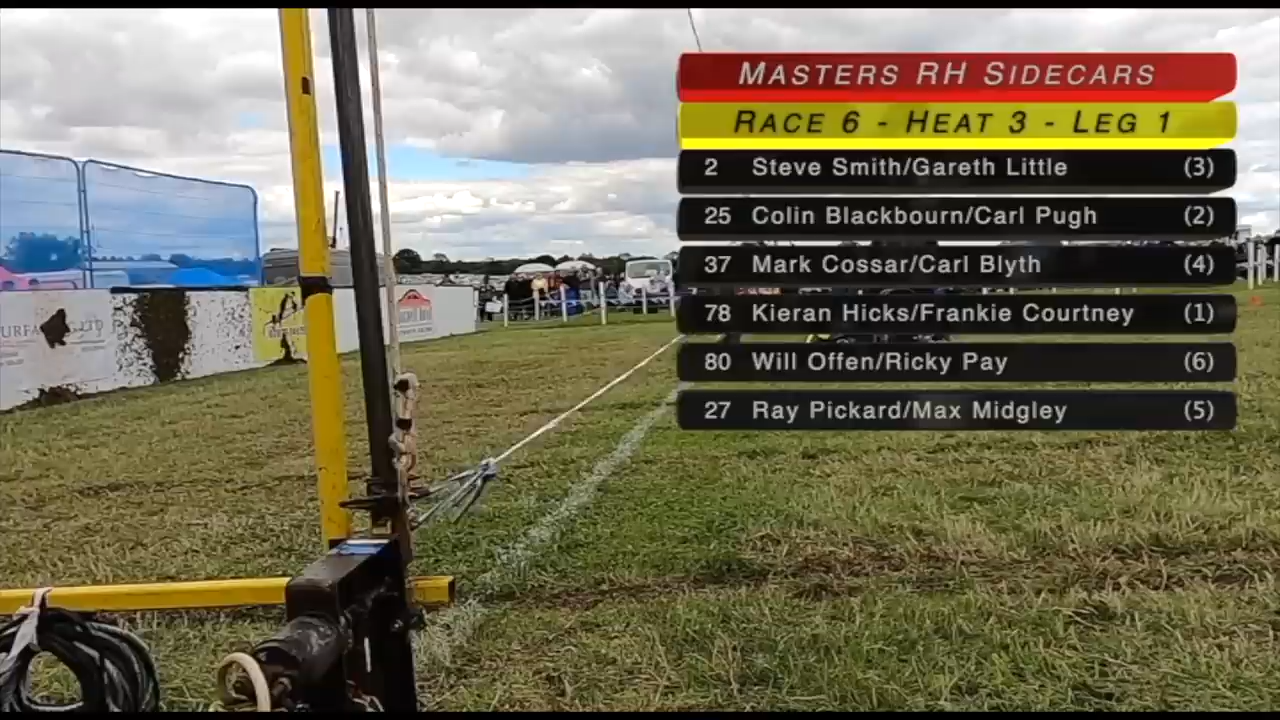 MASTERS RH SIDECARS
RACE 6 - HEAT 3 - LEG 1
2 Steve Smith/Gareth Little (3)
25 Colin Blackbourn/Carl Pugh (2)
37 Mark Cossar/Carl Blyth (4)
78 Kieran Hicks/Frankie Courtney (1)
80 Will Offen/Ricky Pay (6)
27 Ray Pickard/Max Midgley (5)
LTD